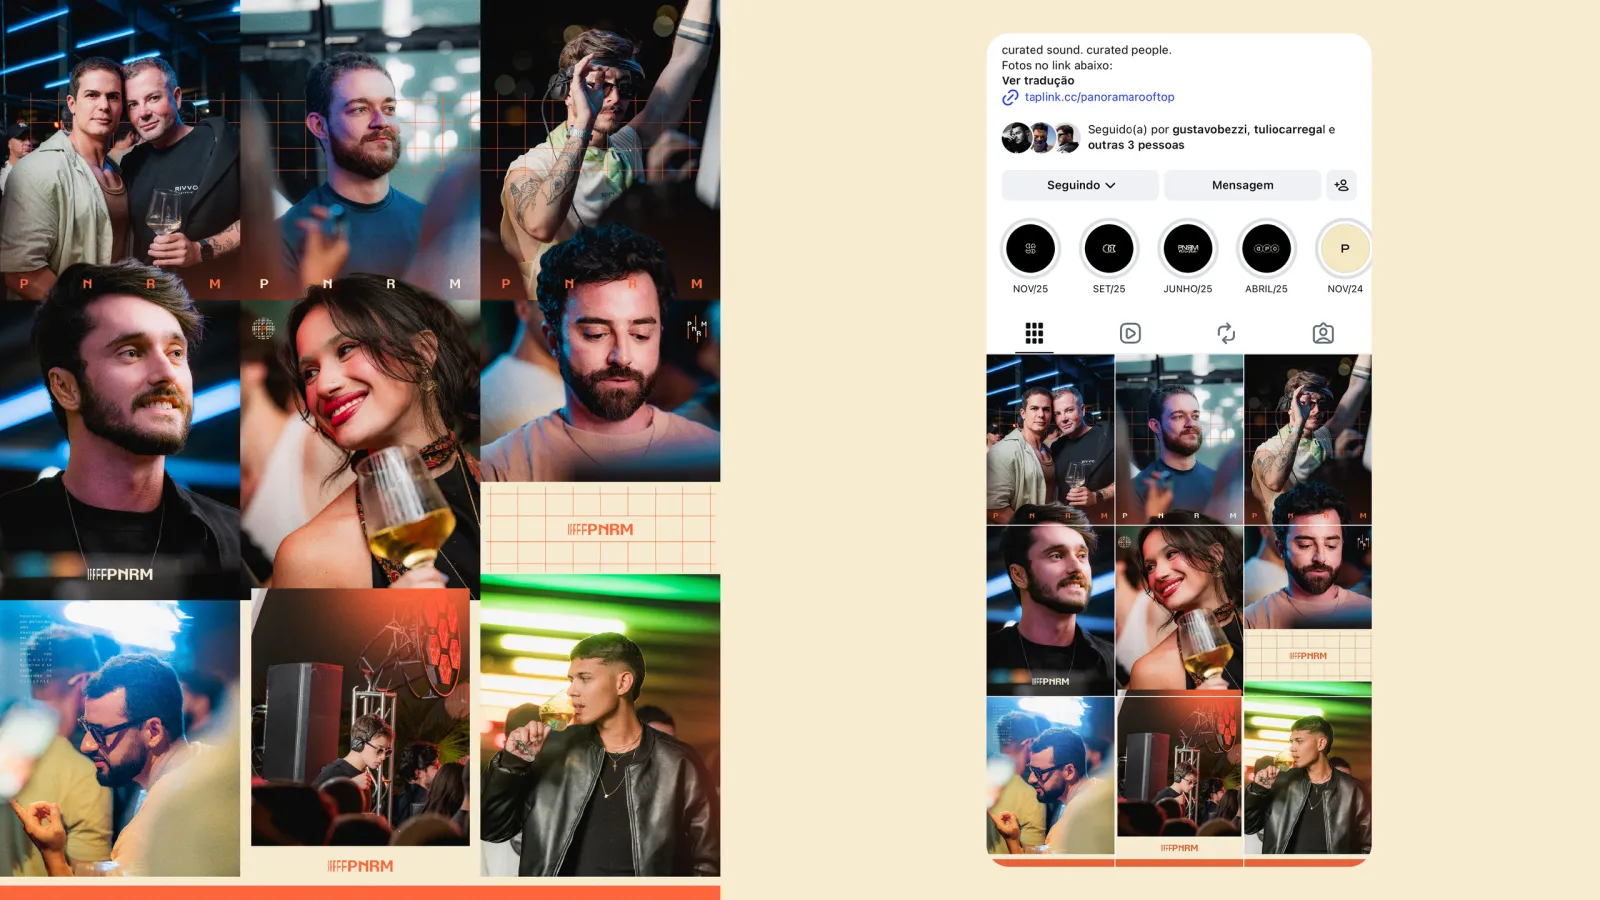 RIVVO
P N R M P N R M P N R M
P M
N
R
PNRM
PNRM
PNRM
curated sound. curated people.
Fotos no link abaixo:
Ver tradução
taplink.cc/panoramarooftop
Seguido(a) por gustavobezzi, tuliocarregal e
outras 3 pessoas
Seguindo
Mensagem
PNRM
P
NOV/25
SET/25
JUNHO/25
ABRIL/25
NOV/24
P N R M P N R M P N R M
PNRM
PNRM
PNRM